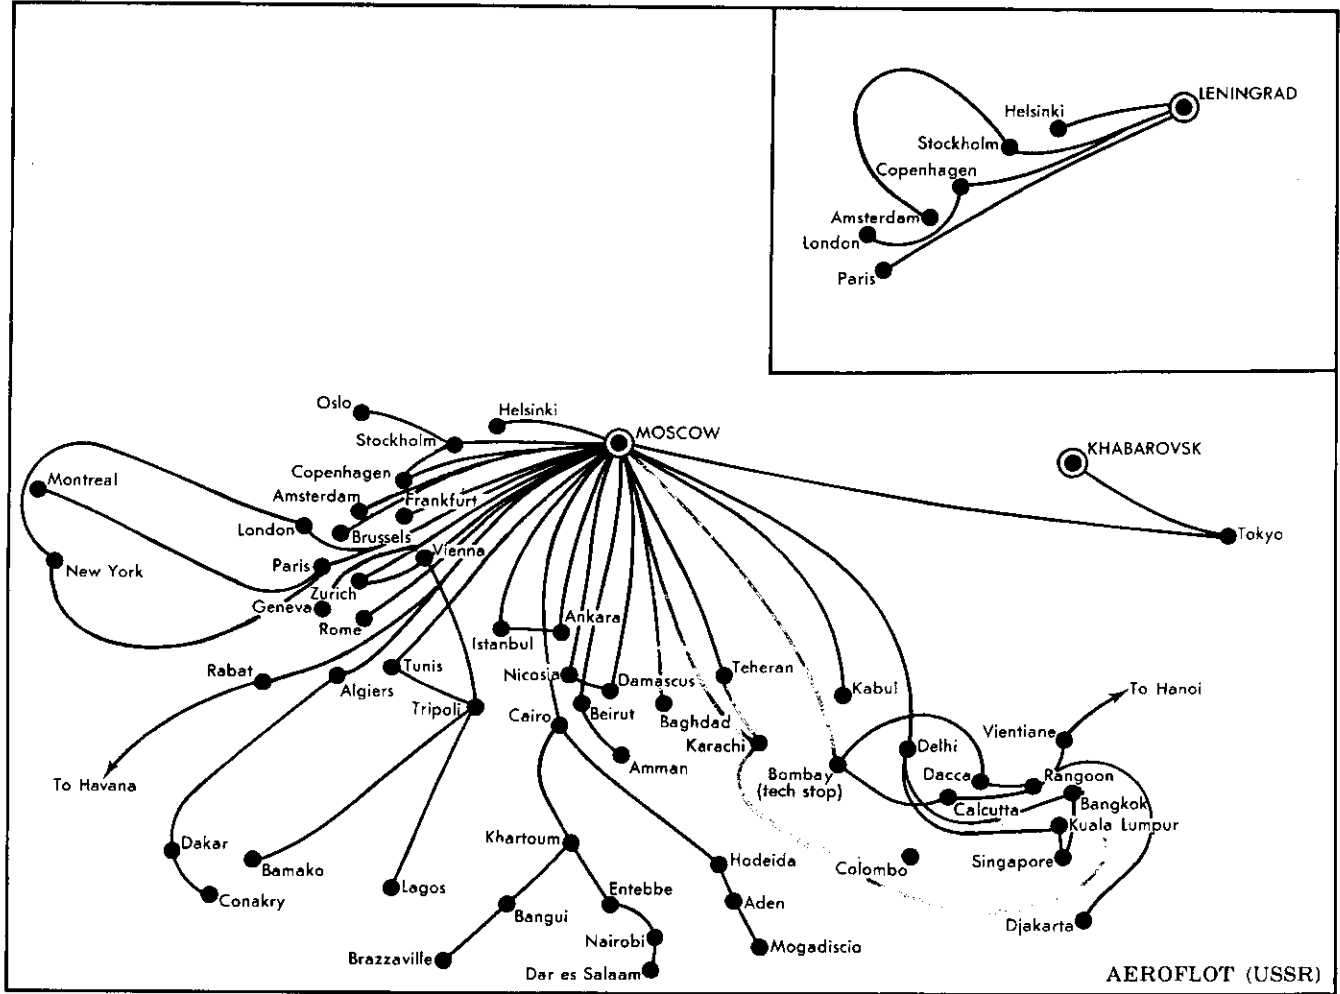 LENINGRAD
Helsinki
Stockholm
Copenhagen
Amsterdam
London
Paris
Oslo
Helsinki
MOSCOW
Stockholm
KHABAROVSK
Copenhagen
Montreal
Amsterdam
Frankfurt
London
Brussels
Tokyo
Vienna
New York
Paris
Zurich
Geneva
Rome
Ankara
Istanbul
Rabat
Tunis
Teheran
Nicosia
Damascus
Algiers
Kabul
To Hanoi
Tripoli
Cairo
Beirut
Baghdad
Vientiane
Karachi
Delhi
Amman
Bombay
(tech stop)
Dacca
Rangoon
To Havana
Bangkok
Calcutta
Kuala Lumpur
Khartoum
Dakar
Hodeida
Singapore
Bamako
Colombo
Lagos
Entebbe
Conakry
Aden
Bangui
Djakarta
Nairobi
Mogadiscio
Brazzaville
Dar es Salaam
AEROFLOT (USSR)